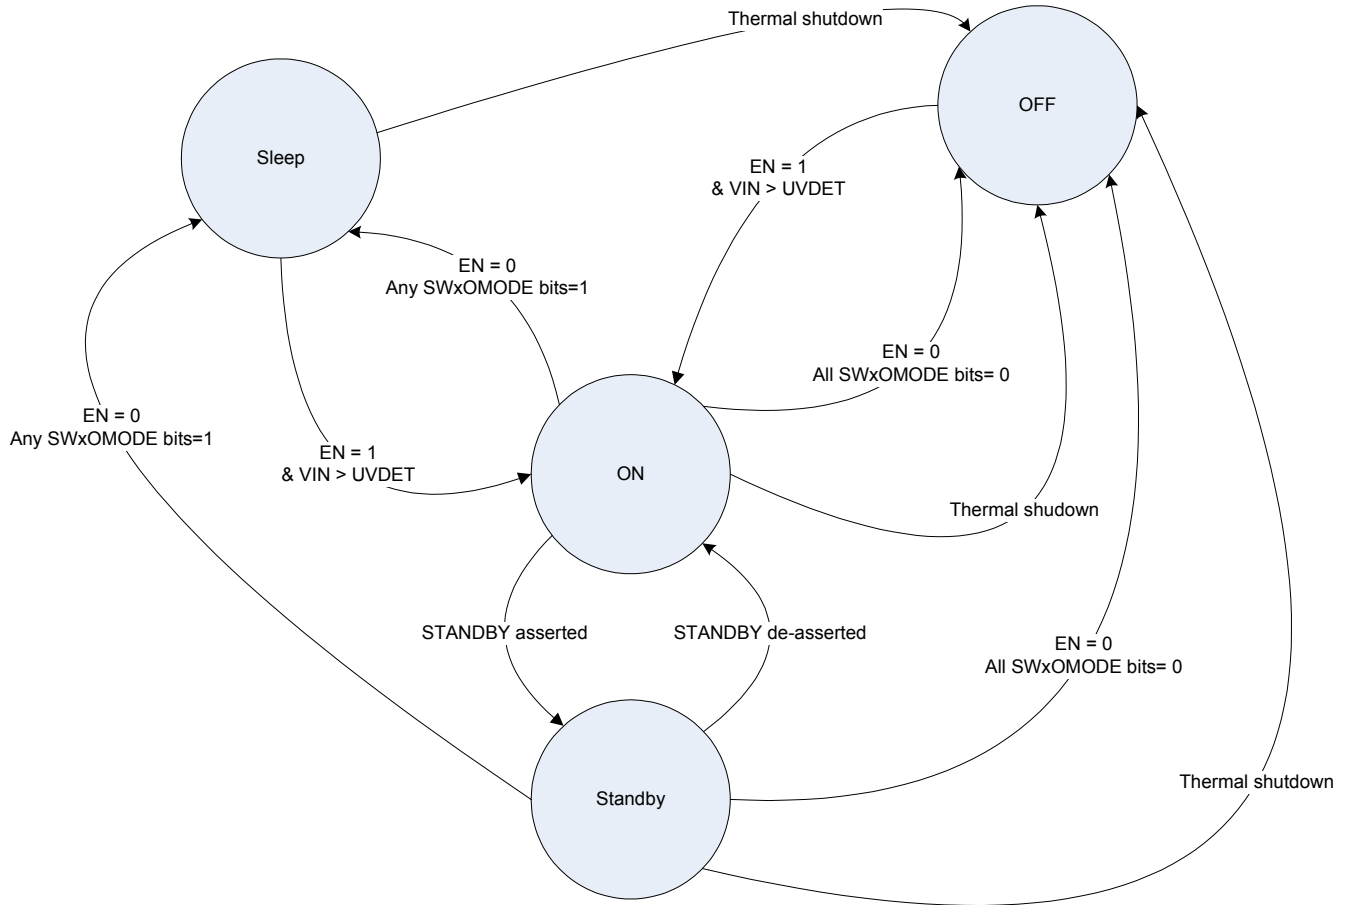 Thermal shutdown
OFF
Sleep
EN = 1
& VIN > UVDET
EN = 0
Any SWxOMODE bits=1
EN = 0
All SWxOMODE bits= 0
EN = 0
Any SWxOMODE bits=1
EN = 1
& VIN > UVDET
ON
Thermal shudown
STANDBY asserted
STANDBY de-asserted
EN = 0
All SWxOMODE bits= 0
Thermal shutdown
Standby